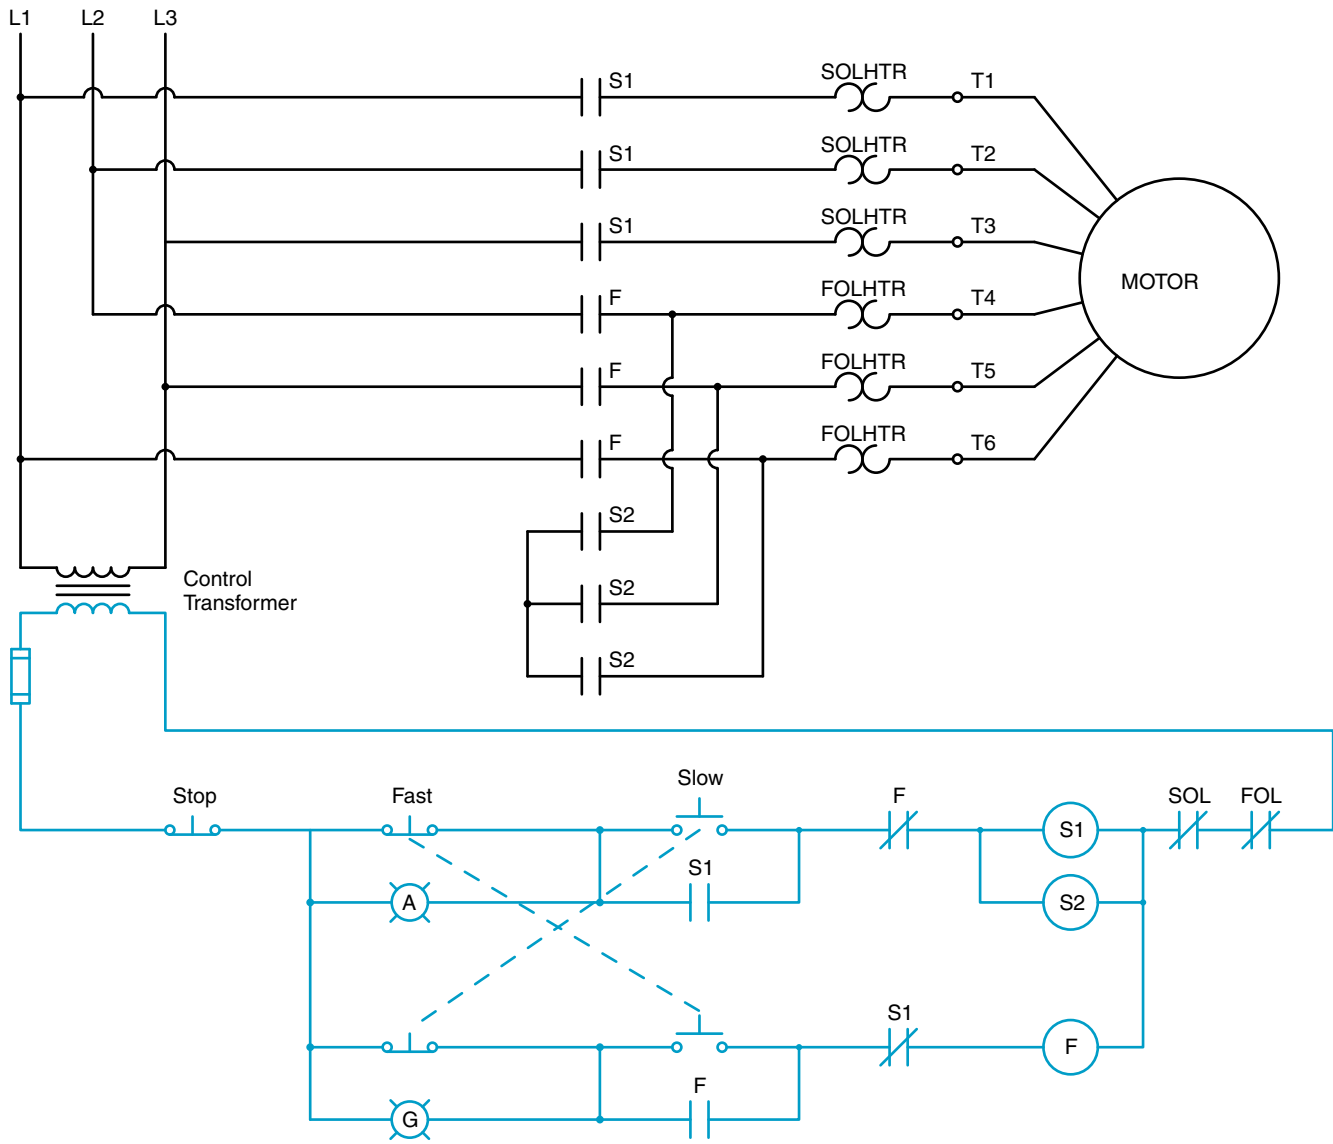 L1 L2 L3
S1 SOLHTR T1
S1 SOLHTR T2
S1 SOLHTR T3
F FOLHTR T4
MOTOR
F FOLHTR T5
F FOLHTR T6
S2
Control
Transformer
S2
S2
Stop Fast Slow F SOL FOL
S1
A S1 S2
S1
F
G F